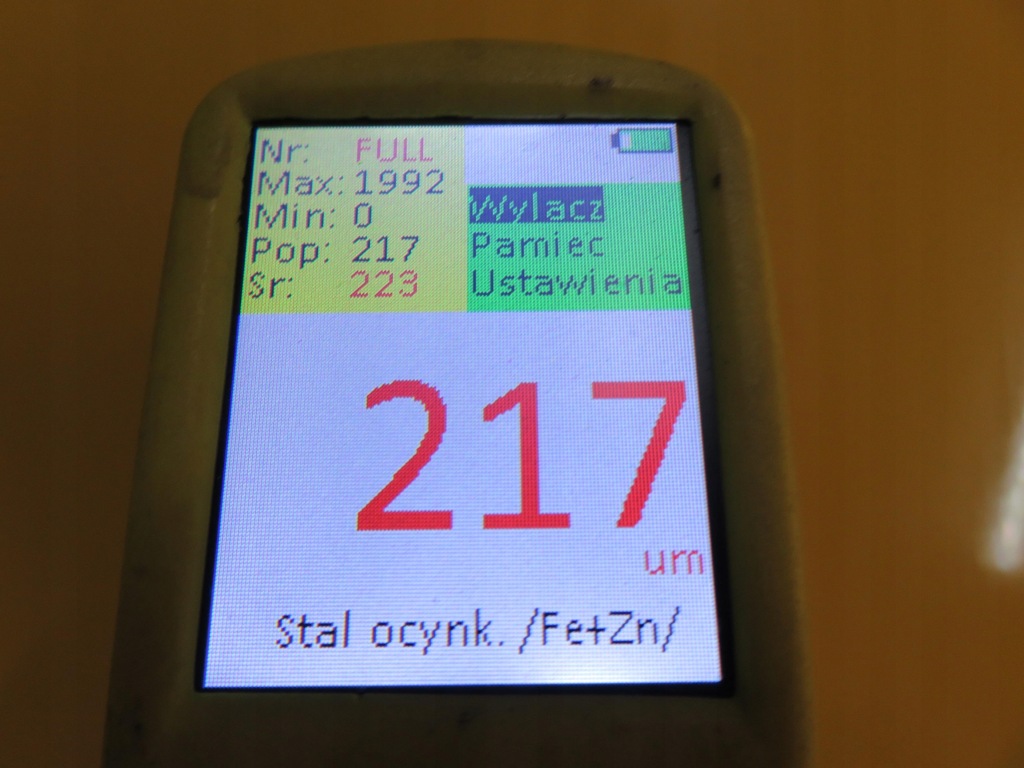 Nr: FULL
Max: 1992
Min: 0
Pop: 217
Sr: 223
Wylacz
Pamiec
Ustawienia
217
um
Stal ocynk. /Fe+Zn/